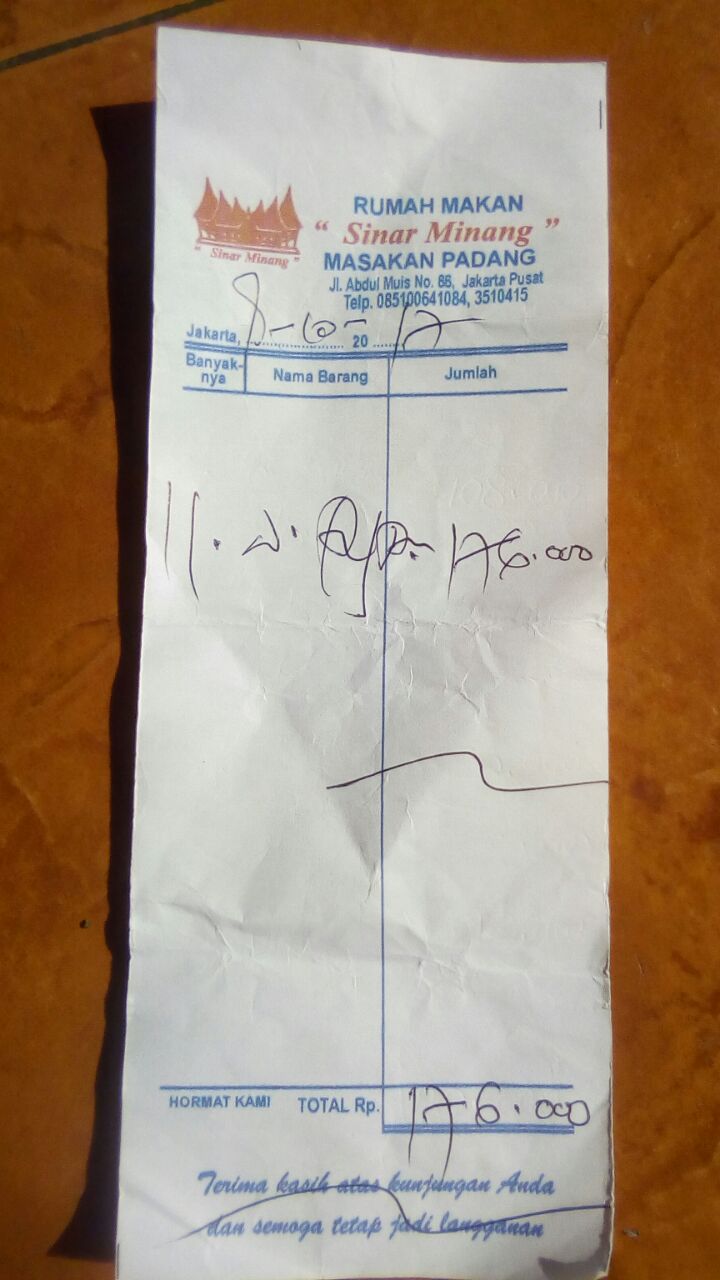 RUMAH MAKAN
" Sinar Minang "
" Sinar Minang "
MASAKAN PADANG
Jl. Abdul Muis No. 86, Jakarta Pusat
Telp. 085100641084, 3510415
Jakarta, 8-10- 20 17
Banyak-nya Nama Barang Jumlah
11. 176.000
HORMAT KAMI TOTAL Rp. 176.000
Terima kasih atas kunjungan Anda
dan semoga tetap jadi langganan